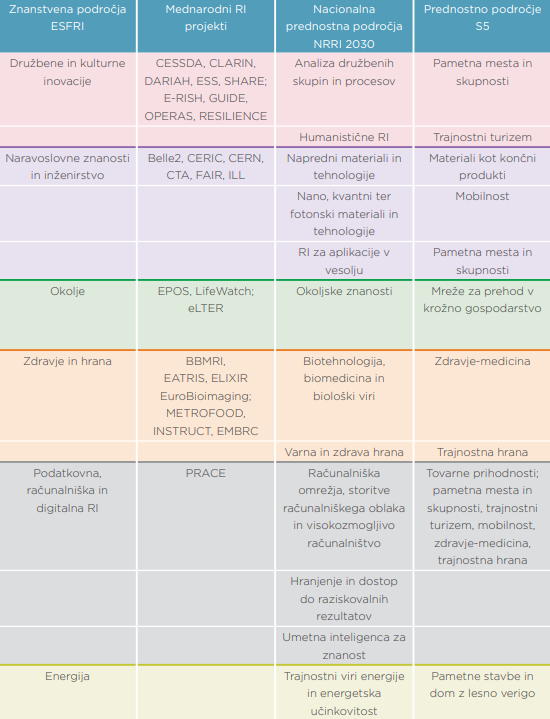 Znanstvena področja
ESFRI
Mednarodni RI
projekti
Nacionalna
prednostna področja
NRRI 2030
Prednostno področje
S5
Družbene in kulturne
inovacije
CESSDA, CLARIN,
DARIAH, ESS, SHARE;
E-RISH, GUIDE,
OPERAS, RESILIENCE
Analiza družbenih
skupin in procesov
Pametna mesta in
skupnosti
Humanistične RI
Trajnostni turizem
Naravoslovne znanosti
in inženirstvo
Belle2, CERIC, CERN,
CTA, FAIR, ILL
Napredni materiali in
tehnologije
Materiali kot končni
produkti
Nano, kvantni ter
fotonski materiali in
tehnologije
Mobilnost
RI za aplikacije v
vesolju
Pametna mesta in
skupnosti
Okolje
EPOS, LifeWatch;
eLTER
Okoljske znanosti
Mreže za prehod v
krožno gospodarstvo
Zdravje in hrana
BBMRI,
EATRIS, ELIXIR
EuroBioimaging;
METROFOOD,
INSTRUCT, EMBRC
Biotehnologija,
biomedicina in
biološki viri
Zdravje-medicina
Varna in zdrava hrana
Trajnostna hrana
Podatkovna,
računalniška in
digitalna RI
PRACE
Računalniška
omrežja, storitve
računalniškega oblaka
in visokozmogljivo
računalništvo
Tovarne prihodnosti;
pametna mesta in
skupnosti, trajnostni
turizem, mobilnost,
zdravje-medicina,
trajnostna hrana
Hranjenje in dostop
do raziskovalnih
rezultatov
Umetna inteligenca za
znanost
Energija
Trajnostni viri energije
in energetska
učinkovitost
Pametne stavbe in
dom z lesno verigo